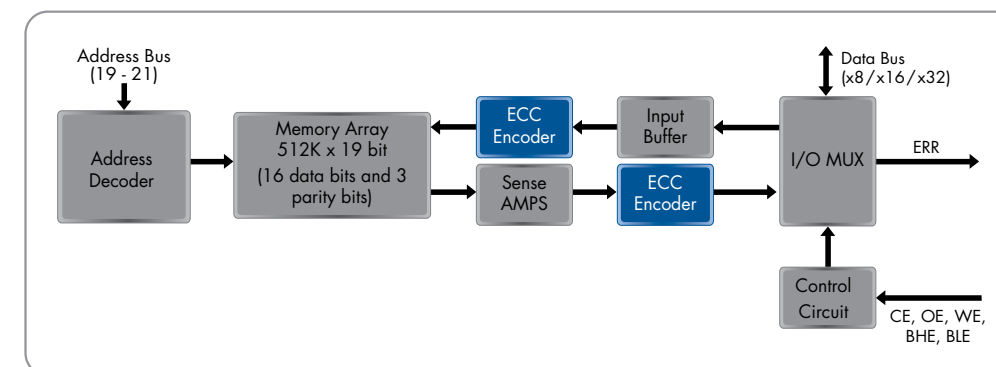 Address Bus
(19 - 21)
Data Bus
(x8/x16/x32)
Address
Decoder
Memory Array
512K x 19 bit
(16 data bits and 3
parity bits)
ECC
Encoder
Input
Buffer
Sense
AMPS
ECC
Encoder
I/O MUX
ERR
Control
Circuit
CE, OE, WE,
BHE, BLE